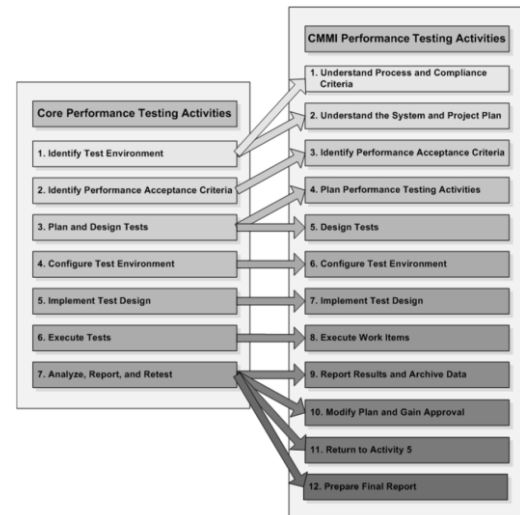 Core Performance Testing Activities
1. Identify Test Environment
2. Identify Performance Acceptance Criteria
3. Plan and Design Tests
4. Configure Test Environment
5. Implement Test Design
6. Execute Tests
7. Analyze, Report, and Retest
CMMI Performance Testing Activities
1. Understand Process and Compliance
Criteria
2. Understand the System and Project Plan
3. Identify Performance Acceptance Criteria
4. Plan Performance Testing Activities
5. Design Tests
6. Configure Test Environment
7. Implement Test Design
8. Execute Work Items
9. Report Results and Archive Data
10. Modify Plan and Gain Approval
11. Return to Activity 5
12. Prepare Final Report